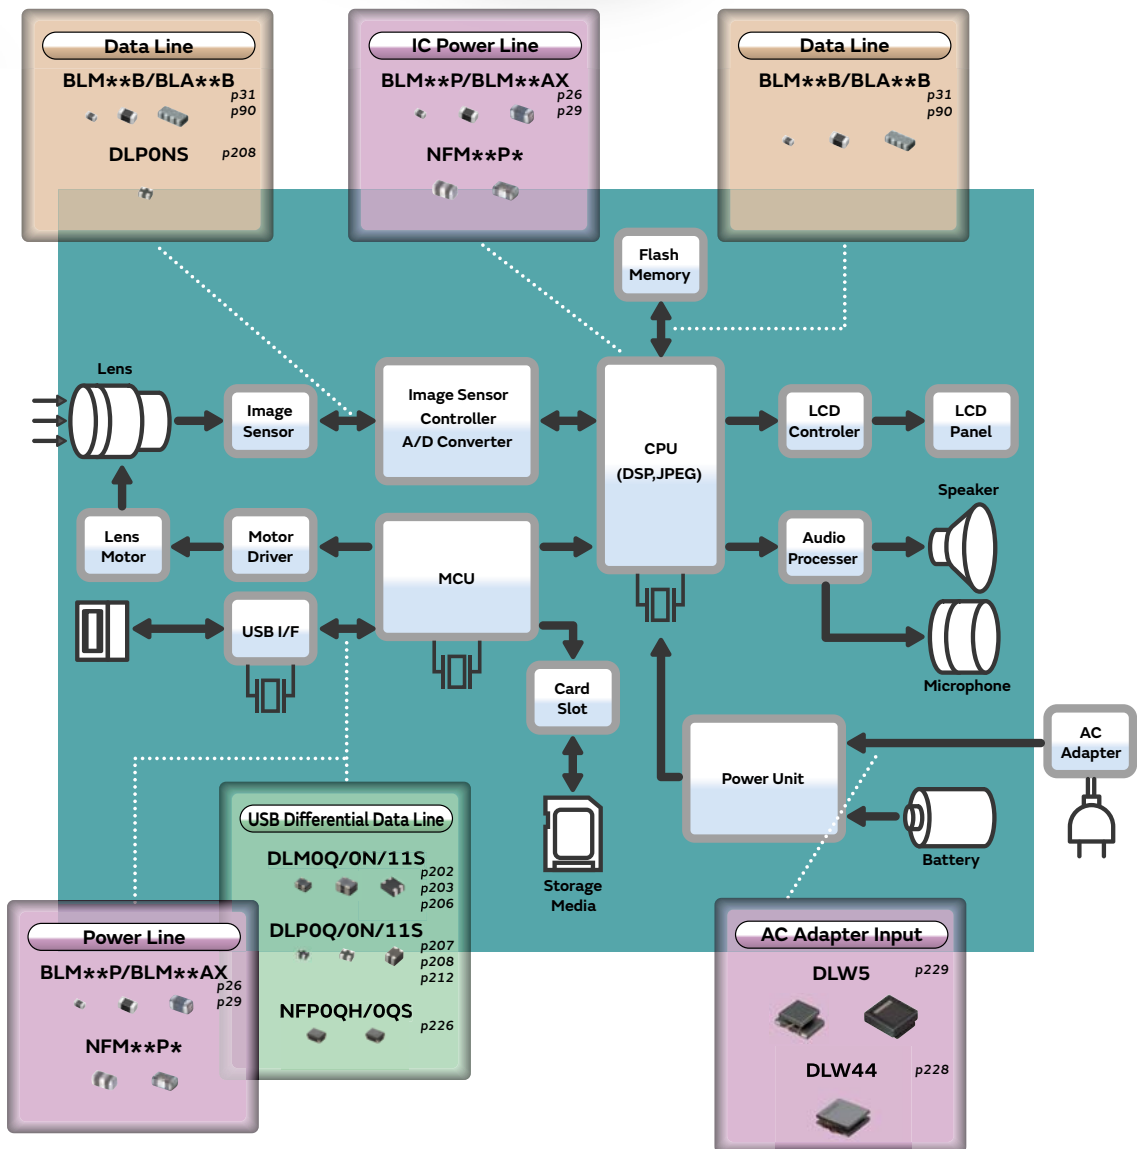 Data Line
BLM**B/BLA**B
p31
p90
DLP0NS
p208
IC Power Line
BLM**P/BLM**AX
p26
p29
NFM**P*
Data Line
BLM**B/BLA**B
p31
p90
Flash
Memory
Lens
Image
Sensor
Image Sensor
Controller
A/D Converter
CPU
(DSP,JPEG)
LCD
Controler
LCD
Panel
Speaker
Lens
Motor
Motor
Driver
MCU
Audio
Processer
USB I/F
Microphone
Card
Slot
Power Unit
AC
Adapter
Battery
Storage
Media
USB Differential Data Line
DLM0Q/0N/11S
p202
p203
p206
DLP0Q/0N/11S
p207
p208
p212
NFP0QH/0QS
p226
Power Line
BLM**P/BLM**AX
p26
p29
NFM**P*
AC Adapter Input
DLW5
p229
DLW44
p228